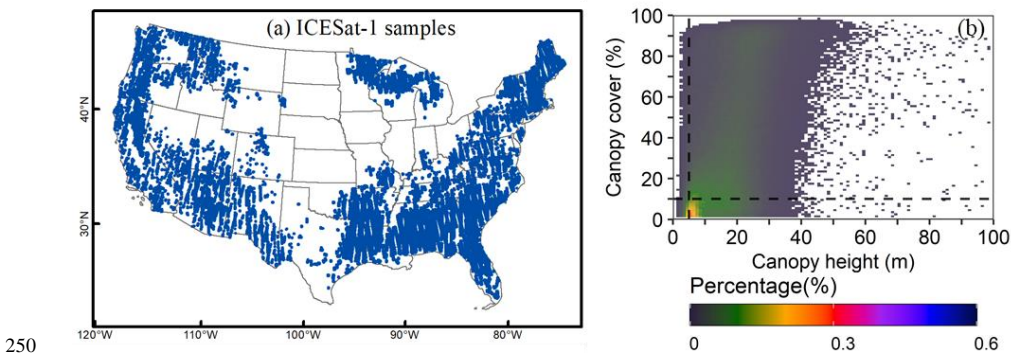 (a) ICESat-1 samples
40°N
30°N
120°W 110°W 100°W 90°W 80°W
250
(b)
Canopy cover (%)
100
80
60
40
20
0
0 20 40 60 80 100
Canopy height (m)
Percentage(%)
0 0.3 0.6